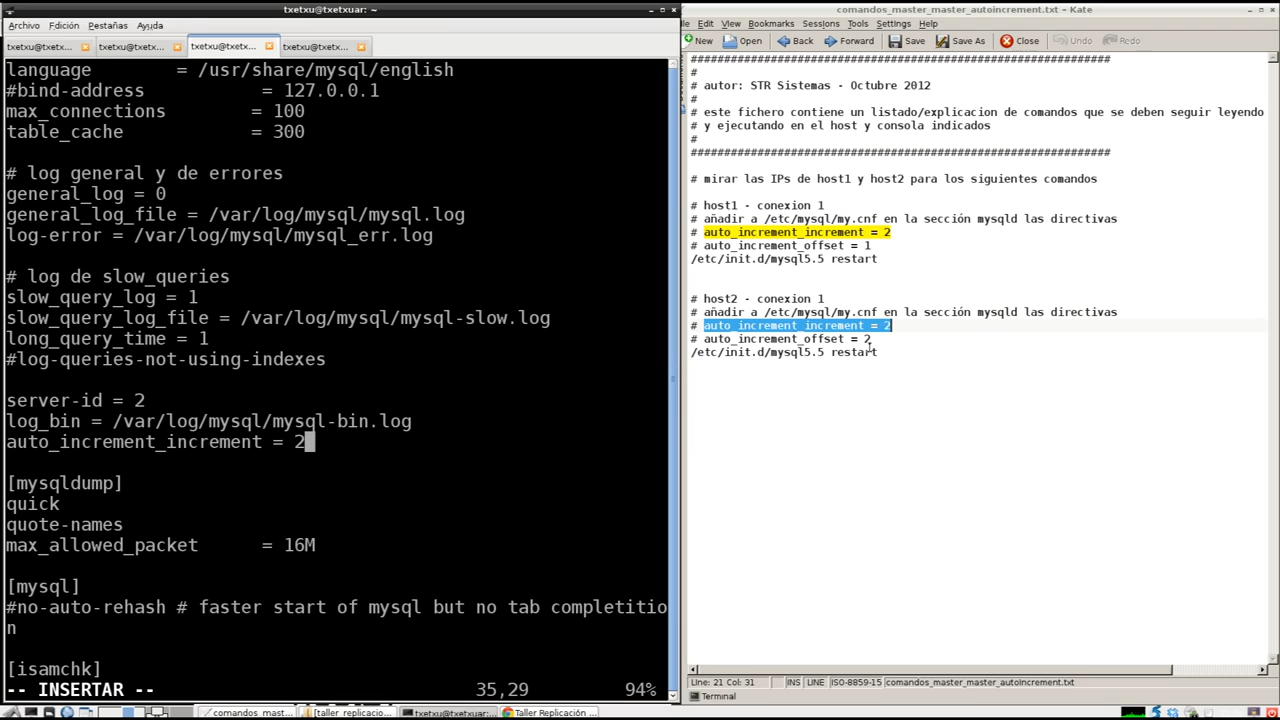 txetxu@txetxuar: ~
Archivo Edición Pestañas Ayuda
txetxu@txetx... txetxu@txetx... txetxu@txetx... txetxu@txetx...
language = /usr/share/mysql/english
#bind-address = 127.0.0.1
max_connections = 100
table_cache = 300
# log general y de errores
general_log = 0
general_log_file = /var/log/mysql/mysql.log
log-error = /var/log/mysql/mysql_err.log
# log de slow_queries
slow_query_log = 1
slow_query_log_file = /var/log/mysql/mysql-slow.log
long_query_time = 1
#log-queries-not-using-indexes
server-id = 2
log_bin = /var/log/mysql/mysql-bin.log
auto_increment_increment = 2
[mysqldump]
quick
quote-names
max_allowed_packet = 16M
[mysql]
#no-auto-rehash # faster start of mysql but no tab completitio
n
[isamchk]
-- INSERTAR -- 35,29 94%
comandos_master_master_autoincrement.txt - Kate
Edit View Bookmarks Sessions Tools Settings Help
New Open Back Forward Save Save As Close Undo Redo
###############################################################
#
# autor: STR Sistemas - Octubre 2012
#
# este fichero contiene un listado/explicacion de comandos que se deben seguir leyendo
# y ejecutando en el host y consola indicados
#
###############################################################
# mirar las IPs de host1 y host2 para los siguientes comandos
# host1 - conexion 1
# añadir a /etc/mysql/my.cnf en la sección mysqld las directivas
# auto_increment_increment = 2
# auto_increment_offset = 1
/etc/init.d/mysql5.5 restart
# host2 - conexion 1
# añadir a /etc/mysql/my.cnf en la sección mysqld las directivas
# auto_increment_increment = 2
# auto_increment_offset = 2
/etc/init.d/mysql5.5 restart
Line: 21 Col: 31 INS LINE ISO-8859-15 comandos_master_master_autoincrement.txt
Terminal
comandos_mast... [taller_replicacio... txetxu@txetxuar:... Taller Replicación ...